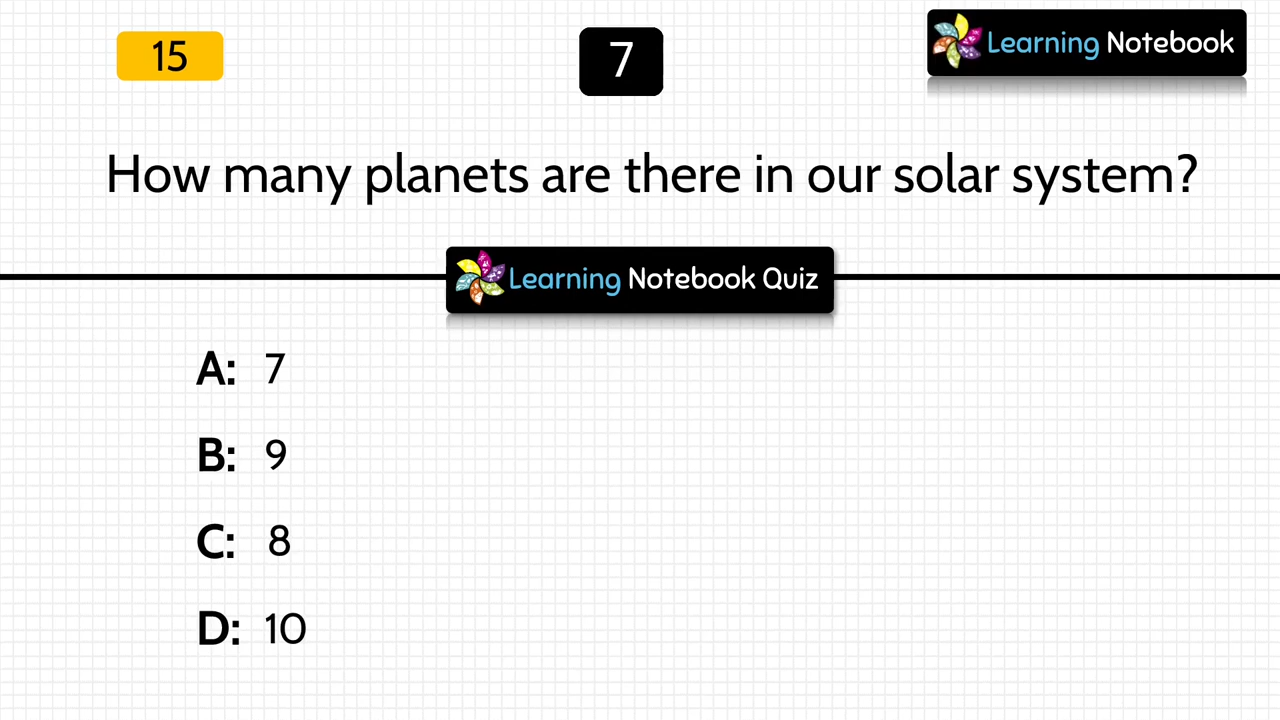 15
7
Learning Notebook
How many planets are there in our solar system?
Learning Notebook Quiz
A: 7
B: 9
C: 8
D: 10